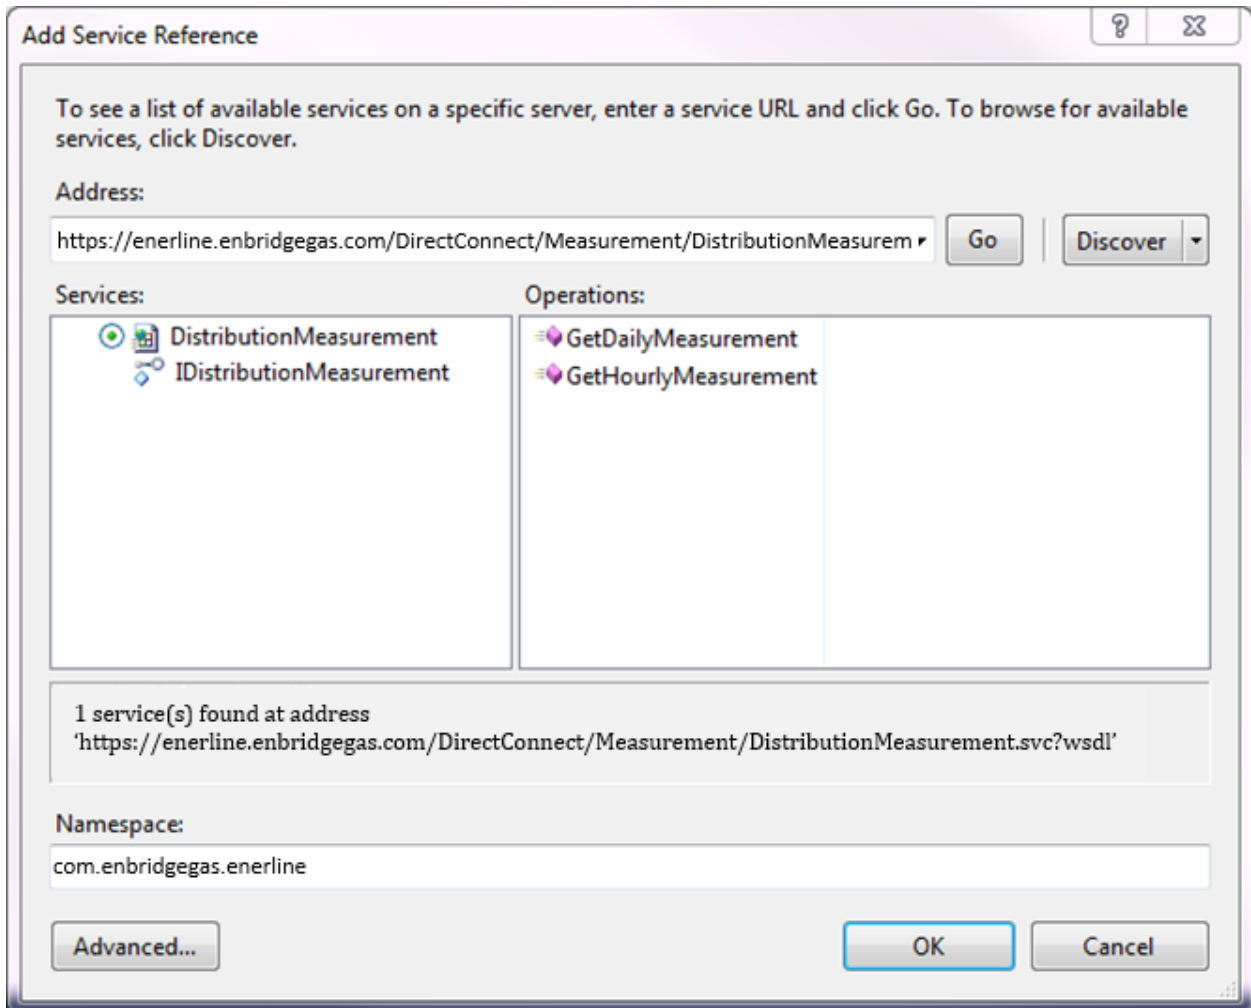 Add Service Reference
To see a list of available services on a specific server, enter a service URL and click Go. To browse for available
services, click Discover.
Address:
https://enerline.enbridgegas.com/DirectConnect/Measurement/DistributionMeasurem
Go
Discover
Services:
Operations:
DistributionMeasurement
IDistributionMeasurement
GetDailyMeasurement
GetHourlyMeasurement
1 service(s) found at address
‘https://enerline.enbridgegas.com/DirectConnect/Measurement/DistributionMeasurement.svc?wsdl’
Namespace:
com.enbridgegas.enerline
Advanced...
OK
Cancel